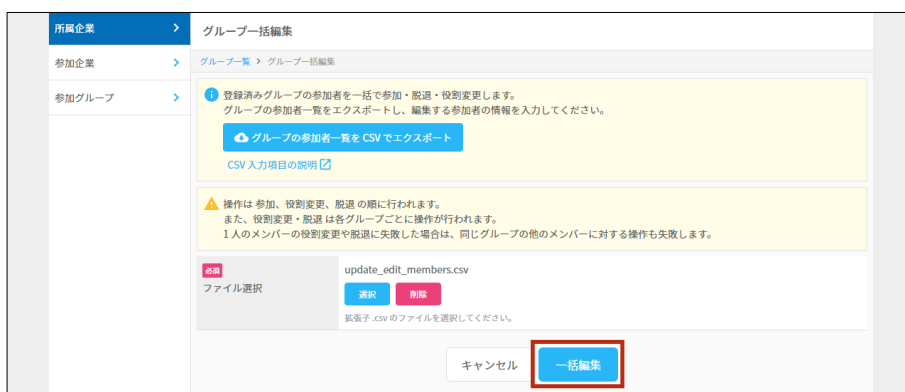 所属企業
参加企業
参加グループ
グループ一括編集
グループ一覧 > グループ一括編集
登録済みグループの参加者を一括で参加・脱退・役割変更します。
グループの参加者一覧をエクスポートし、編集する参加者の情報を入力してください。
グループの参加者一覧を CSV でエクスポート
CSV 入力項目の説明
操作は 参加、役割変更、脱退 の順に行われます。
また、役割変更・脱退 は各グループごとに操作が行われます。
1 人のメンバーの役割変更や脱退に失敗した場合は、同じグループの他のメンバーに対する操作も失敗します。
必須
ファイル選択
update_edit_members.csv
選択 削除
拡張子 .csv のファイルを選択してください。
キャンセル 一括編集